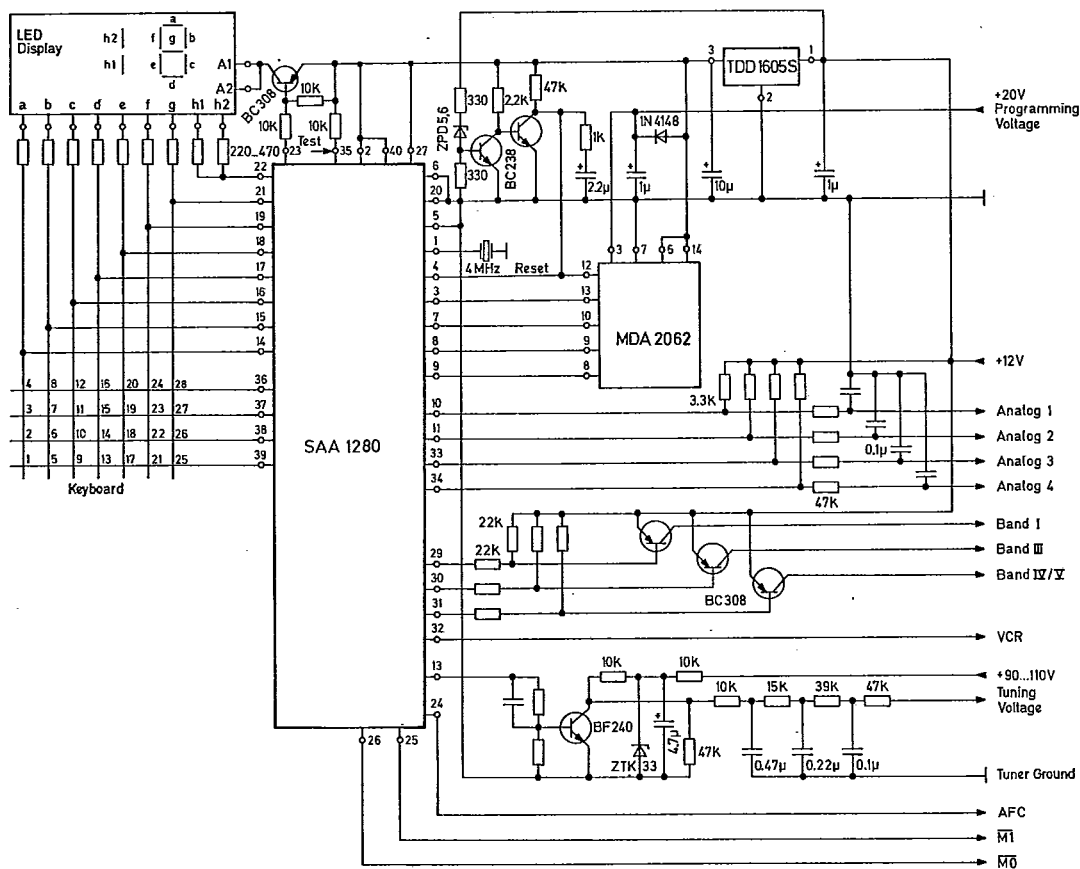 LED Display
a
h2 f g b
h1 e c
d
A1
A2
a b c d e f g h1 h2
BC308
10K
10K
10K
Test
220...470
23 35 2 40 27
22
21
19
18
17
16
15
14
36
37
38
39
4 8 12 16 20 24 28
3 7 11 15 19 23 27
2 6 10 14 18 22 26
1 5 9 13 17 21 25
Keyboard
SAA 1280
6
20
5
1
4
3
7
8
9
10
11
33
34
29
30
31
32
13
24
26 25
330
ZPD5,6
330
2.2K
47K
BC238
1K
+
2.2µ
4MHz Reset
1N4148
+
1µ
+
10µ
3 TDD1605S 1
2
+
1µ
+20V
Programming
Voltage
3 7 6 14
12
13
10
9
8
MDA 2062
+12V
3.3K
0.1µ
47K
Analog 1
Analog 2
Analog 3
Analog 4
22K
22K
BC308
Band I
Band III
Band IV/V
VCR
10K
10K
+90...110V
BF240
ZTK 33
+
4.7µ
47K
10K 15K 39K 47K
0.47µ 0.22µ 0.1µ
Tuning
Voltage
Tuner Ground
AFC
M̅1̅
M̅0̅